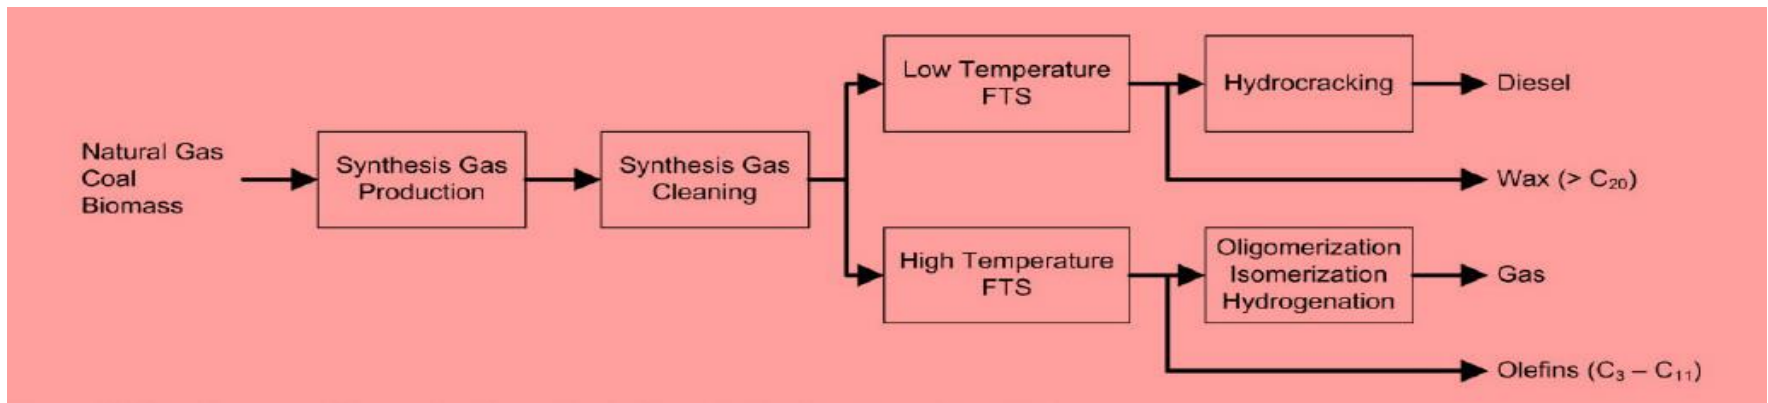 Natural Gas
Coal
Biomass
Synthesis Gas
Production
Synthesis Gas
Cleaning
Low Temperature
FTS
Hydrocracking
Diesel
Wax (> C₂₀)
High Temperature
FTS
Oligomerization
Isomerization
Hydrogenation
Gas
Olefins (C₃ – C₁₁)